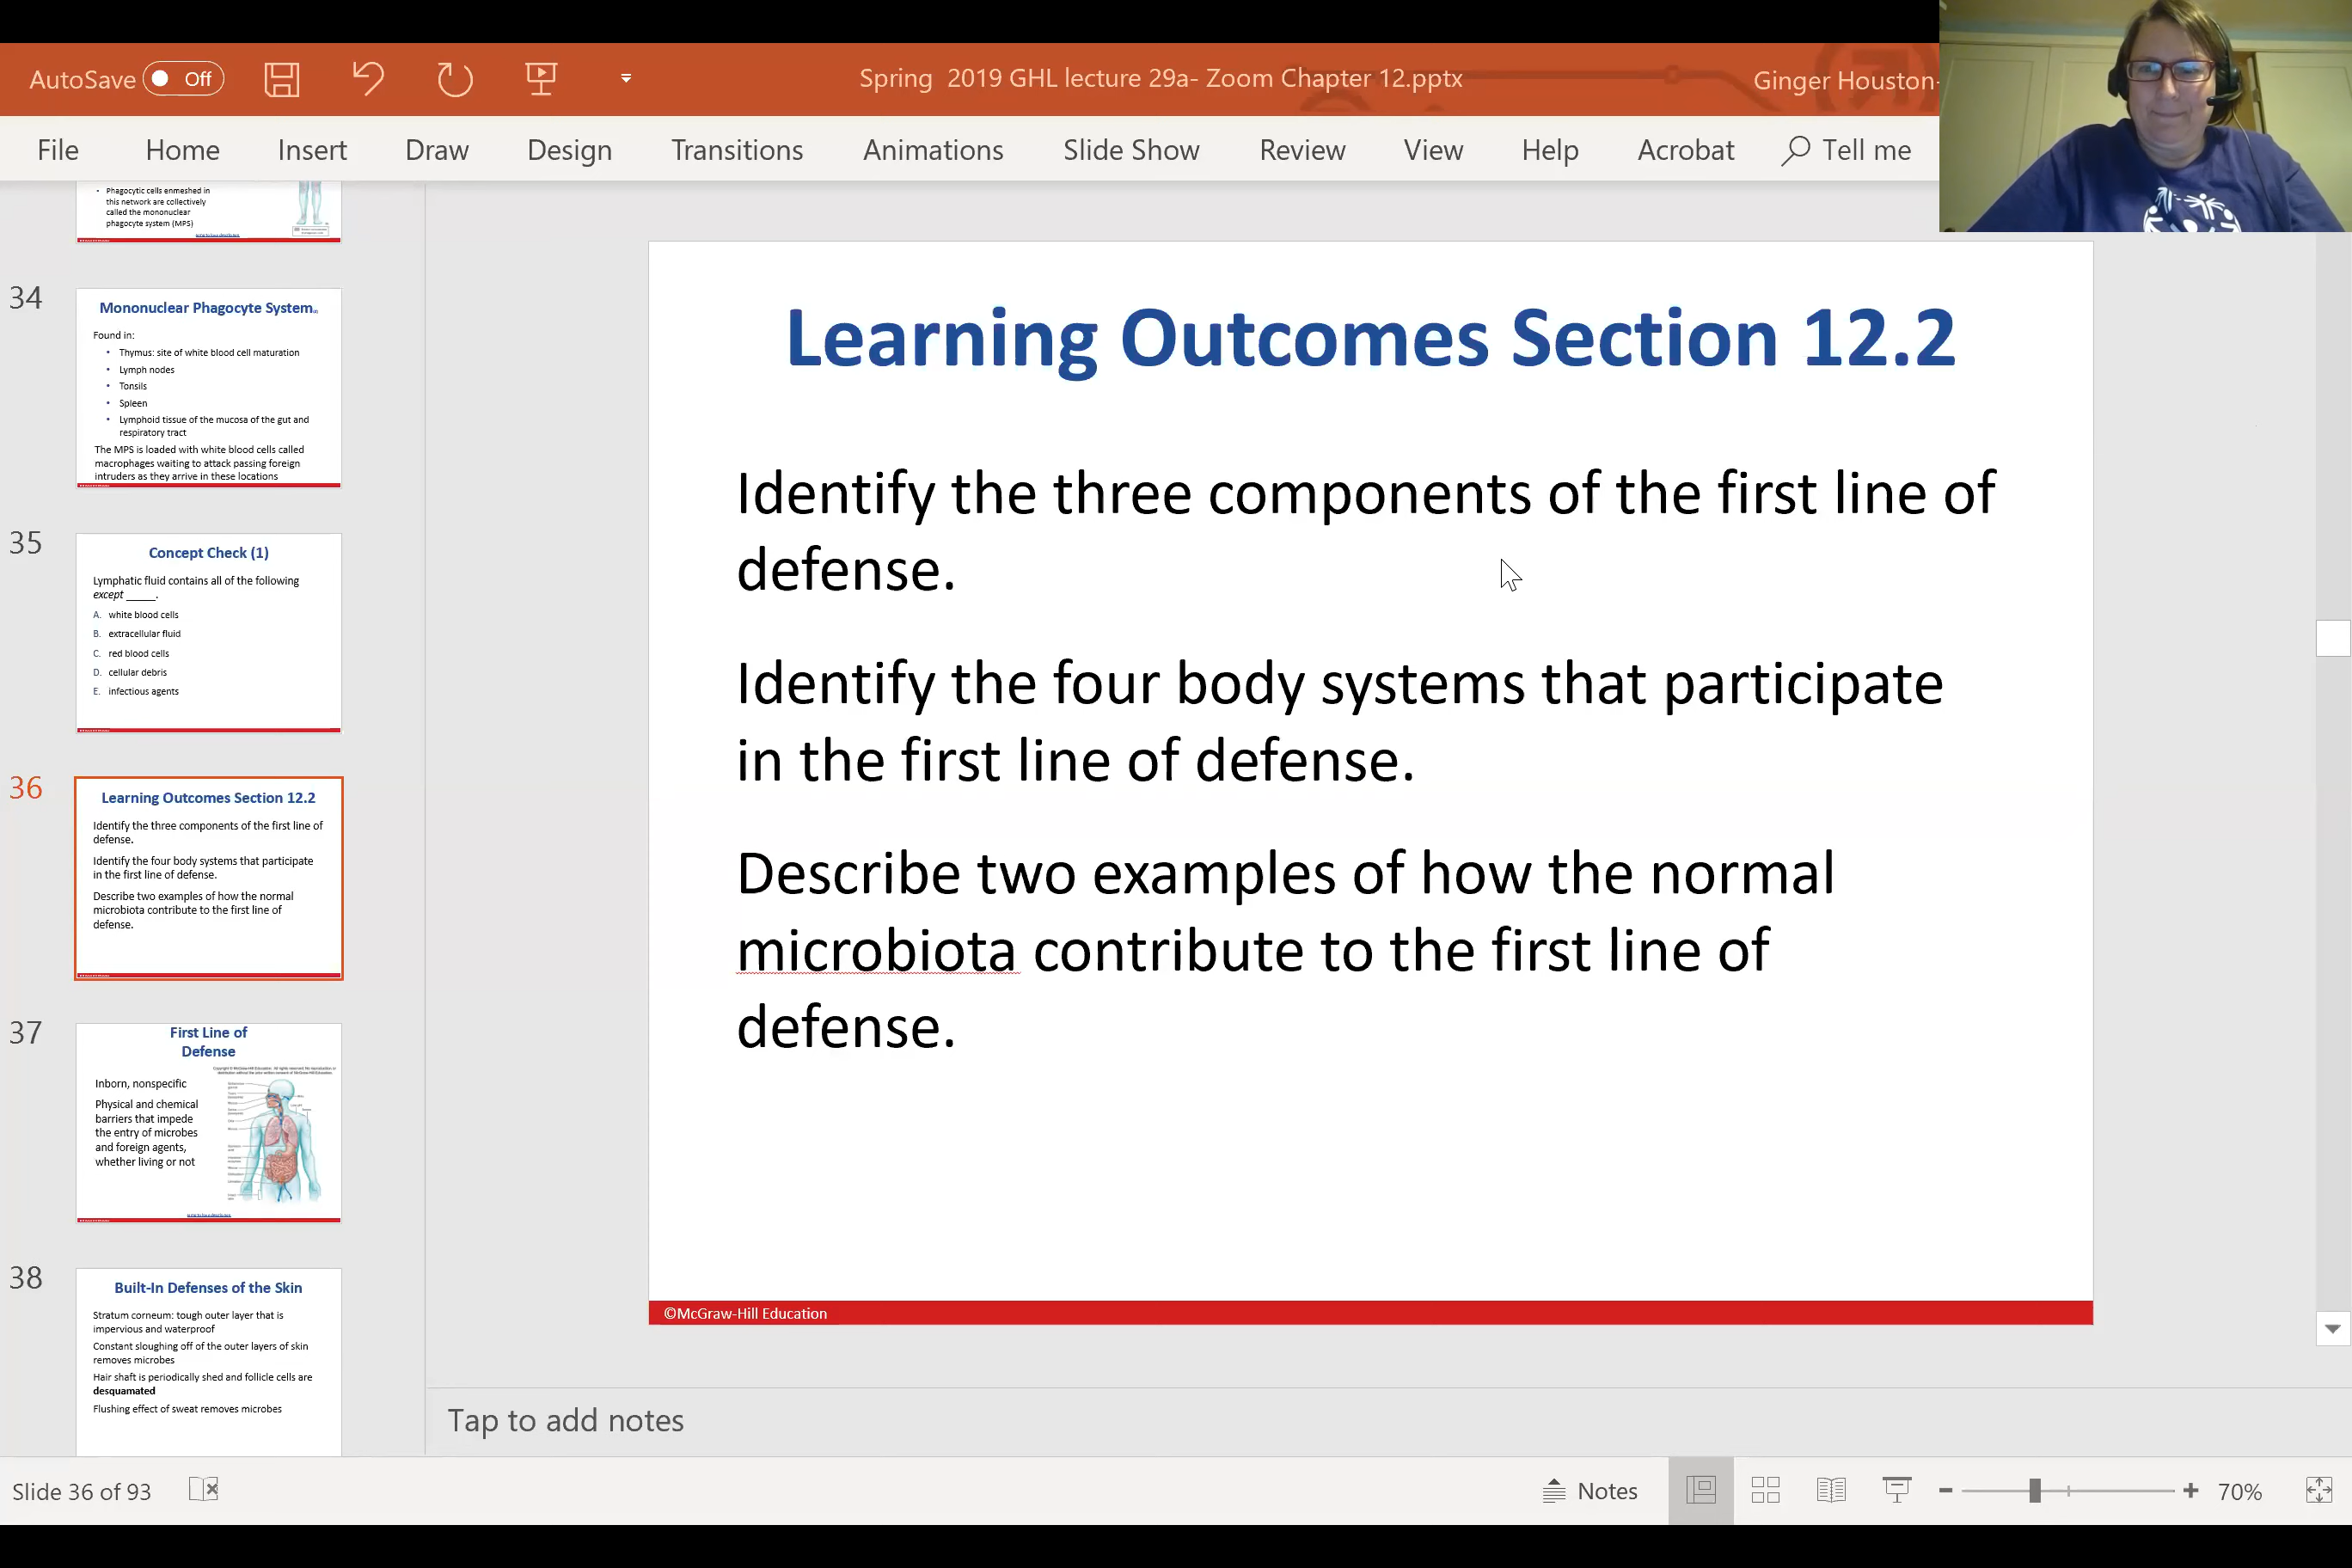 AutoSave Off
Spring 2019 GHL lecture 29a- Zoom Chapter 12.pptx
Ginger Houston-
File Home Insert Draw Design Transitions Animations Slide Show Review View Help Acrobat Tell me
• Phagocytic cells enmeshed in
this network are collectively
called the mononuclear
phagocyte system (MPS)
34
Mononuclear Phagocyte System
Found in:
• Thymus: site of white blood cell maturation
• Lymph nodes
• Tonsils
• Spleen
• Lymphoid tissue of the mucosa of the gut and
respiratory tract
The MPS is loaded with white blood cells called
macrophages waiting to attack passing foreign
intruders as they arrive in these locations
35
Concept Check (1)
Lymphatic fluid contains all of the following
except _____.
A. white blood cells
B. extracellular fluid
C. red blood cells
D. cellular debris
E. infectious agents
36
Learning Outcomes Section 12.2
Identify the three components of the first line of
defense.
Identify the four body systems that participate
in the first line of defense.
Describe two examples of how the normal
microbiota contribute to the first line of
defense.
37
First Line of
Defense
Inborn, nonspecific
Physical and chemical
barriers that impede
the entry of microbes
and foreign agents,
whether living or not
38
Built-In Defenses of the Skin
Stratum corneum: tough outer layer that is
impervious and waterproof
Constant sloughing off of the outer layers of skin
removes microbes
Hair shaft is periodically shed and follicle cells are
desquamated
Flushing effect of sweat removes microbes
Learning Outcomes Section 12.2
Identify the three components of the first line of
defense.
Identify the four body systems that participate
in the first line of defense.
Describe two examples of how the normal
microbiota contribute to the first line of
defense.
©McGraw-Hill Education
Tap to add notes
Slide 36 of 93
Notes
70%